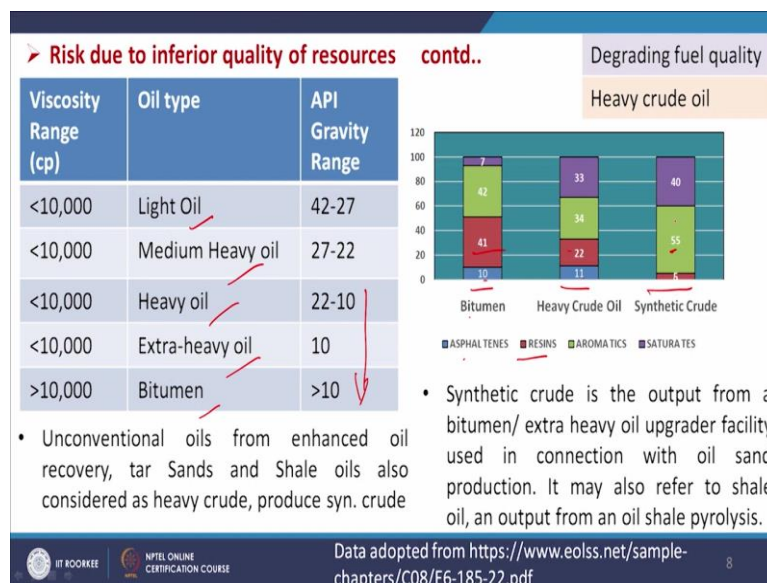 ➢ Risk due to inferior quality of resources contd..
Degrading fuel quality
Heavy crude oil
Viscosity Range (cp) Oil type API Gravity Range
<10,000 Light Oil 42-27
<10,000 Medium Heavy oil 27-22
<10,000 Heavy oil 22-10
<10,000 Extra-heavy oil 10
>10,000 Bitumen >10
120
100
80
60
40
20
0
7 33 40
42 34 55
41 22 6
10 11
Bitumen Heavy Crude Oil Synthetic Crude
ASPHALTENES RESINS AROMATICS SATURATES
• Unconventional oils from enhanced oil
recovery, tar Sands and Shale oils also
considered as heavy crude, produce syn. crude
• Synthetic crude is the output from a
bitumen/ extra heavy oil upgrader facility
used in connection with oil sand
production. It may also refer to shale
oil, an output from an oil shale pyrolysis.
IIT ROORKEE
NPTEL ONLINE
CERTIFICATION COURSE
Data adopted from https://www.eolss.net/sample-
chapters/C08/E6-185-22.pdf
8